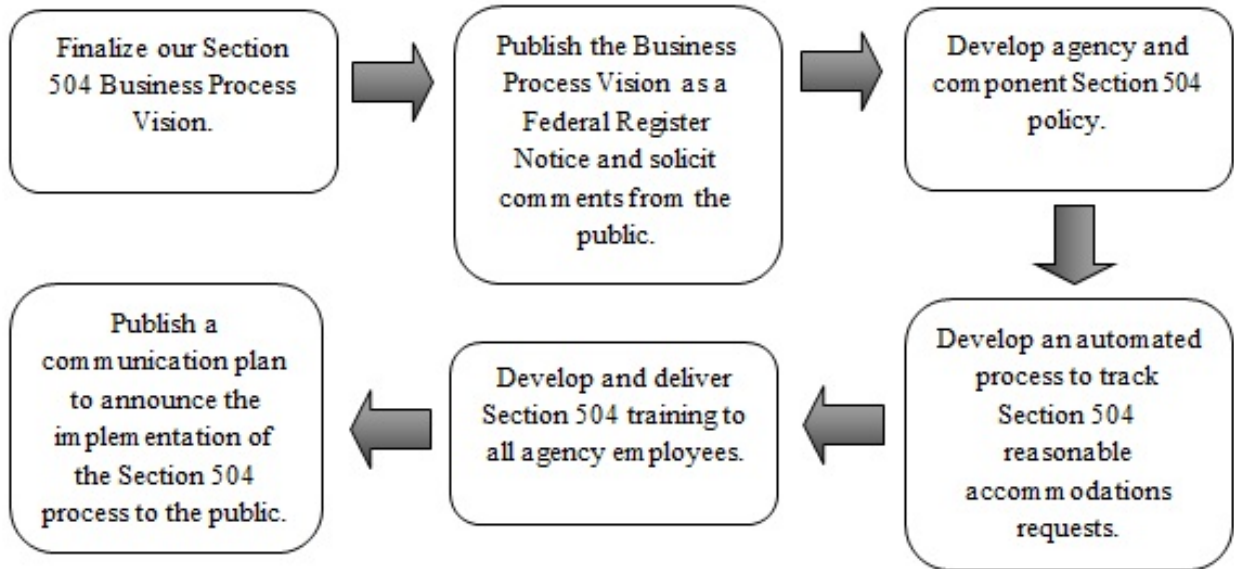 Finalize our Section
504 Business Process
Vision.
Publish the Business
Process Vision as a
Federal Register
Notice and solicit
comments from the
public.
Develop agency and
component Section 504
policy.
Develop an automated
process to track
Section 504
reasonable
accommodations
requests.
Develop and deliver
Section 504 training to
all agency employees.
Publish a
communication plan
to announce the
implementation of
the Section 504
process to the public.